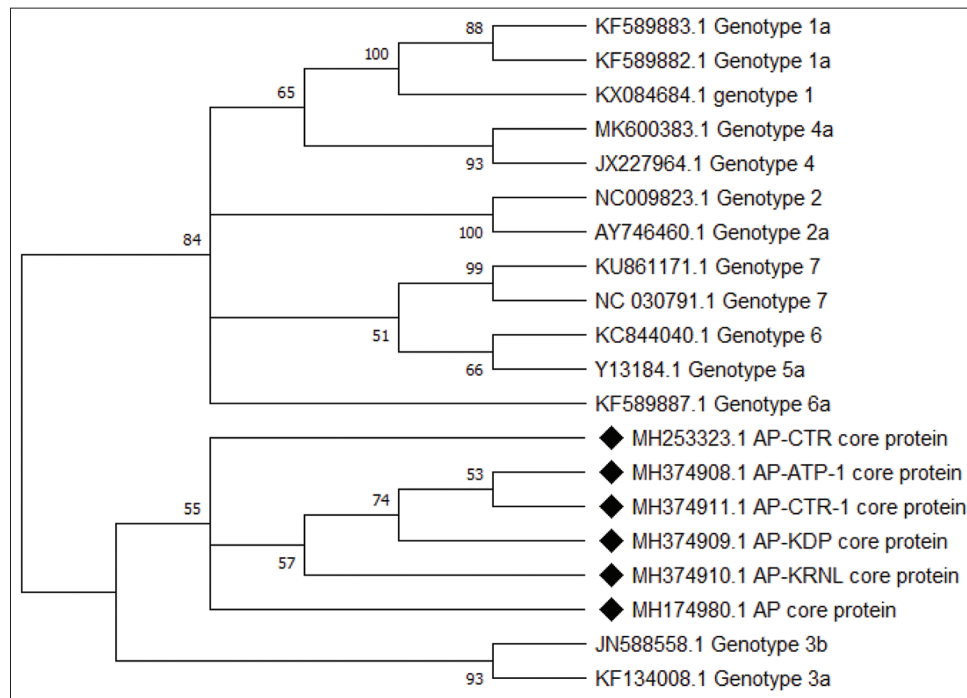 88
KF589883.1 Genotype 1a
100
KF589882.1 Genotype 1a
65
KX084684.1 genotype 1
MK600383.1 Genotype 4a
93
JX227964.1 Genotype 4
NC009823.1 Genotype 2
84
100
AY746460.1 Genotype 2a
99
KU861171.1 Genotype 7
NC 030791.1 Genotype 7
51
KC844040.1 Genotype 6
66
Y13184.1 Genotype 5a
KF589887.1 Genotype 6a
MH253323.1 AP-CTR core protein
53
MH374908.1 AP-ATP-1 core protein
55
74
MH374911.1 AP-CTR-1 core protein
MH374909.1 AP-KDP core protein
57
MH374910.1 AP-KRNL core protein
MH174980.1 AP core protein
JN588558.1 Genotype 3b
93
KF134008.1 Genotype 3a